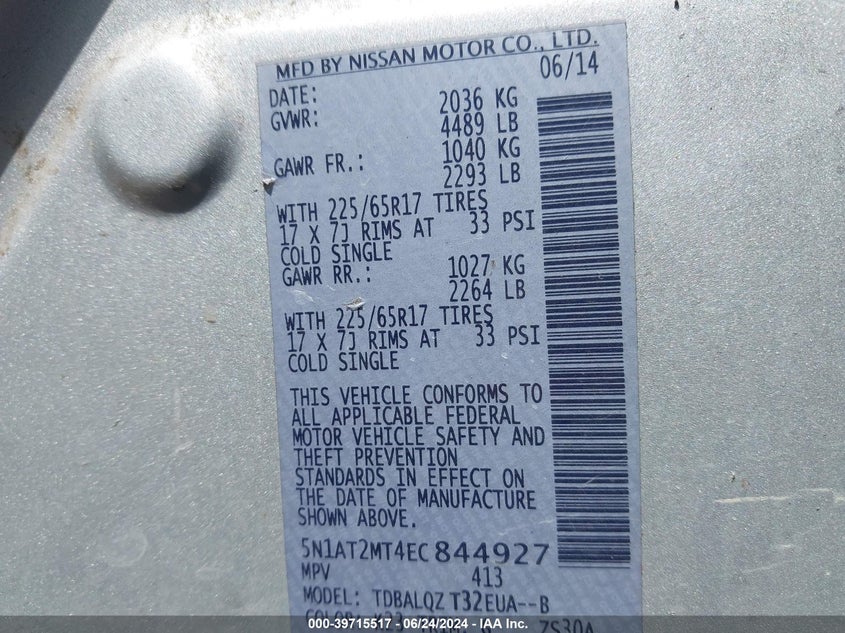 MFD BY NISSAN MOTOR CO., LTD.
DATE: 06/14
GVWR: 2036 KG
4489 LB
GAWR FR.: 1040 KG
2293 LB
WITH 225/65R17 TIRES
17 X 7J RIMS AT 33 PSI
COLD SINGLE
GAWR RR.: 1027 KG
2264 LB
WITH 225/65R17 TIRES
17 X 7J RIMS AT 33 PSI
COLD SINGLE
THIS VEHICLE CONFORMS TO
ALL APPLICABLE FEDERAL
MOTOR VEHICLE SAFETY AND
THEFT PREVENTION
STANDARDS IN EFFECT ON
THE DATE OF MANUFACTURE
SHOWN ABOVE.
5N1AT2MT4EC844927
MPV 413
MODEL: TDBALQZ T32EUA--B
COLOR: K23 TRIM: G ZS30A
000-39715517 - 06/24/2024 - IAA Inc.